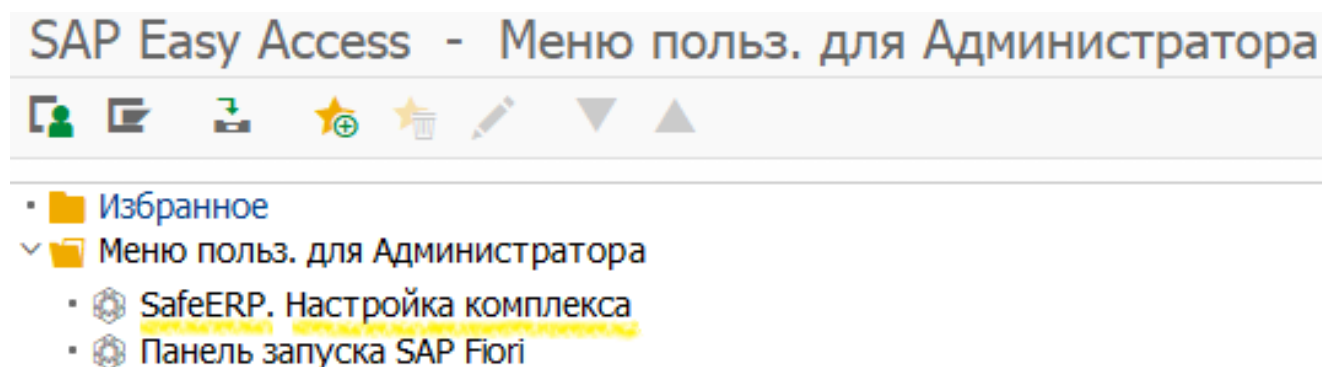 SAP Easy Access - Меню польз. для Администратора
Избранное
Меню польз. для Администратора
SafeERP. Настройка комплекса
Панель запуска SAP Fiori